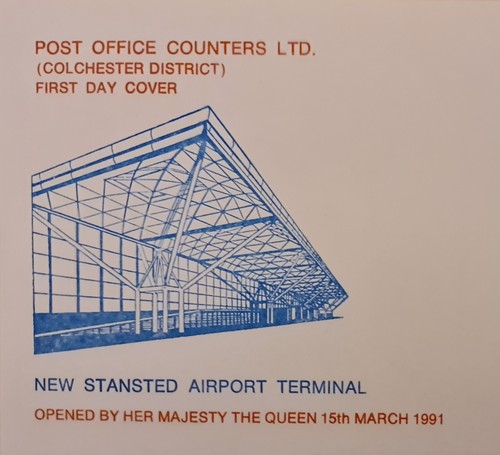 POST OFFICE COUNTERS LTD.
(COLCHESTER DISTRICT)
FIRST DAY COVER
NEW STANSTED AIRPORT TERMINAL
OPENED BY HER MAJESTY THE QUEEN 15th MARCH 1991